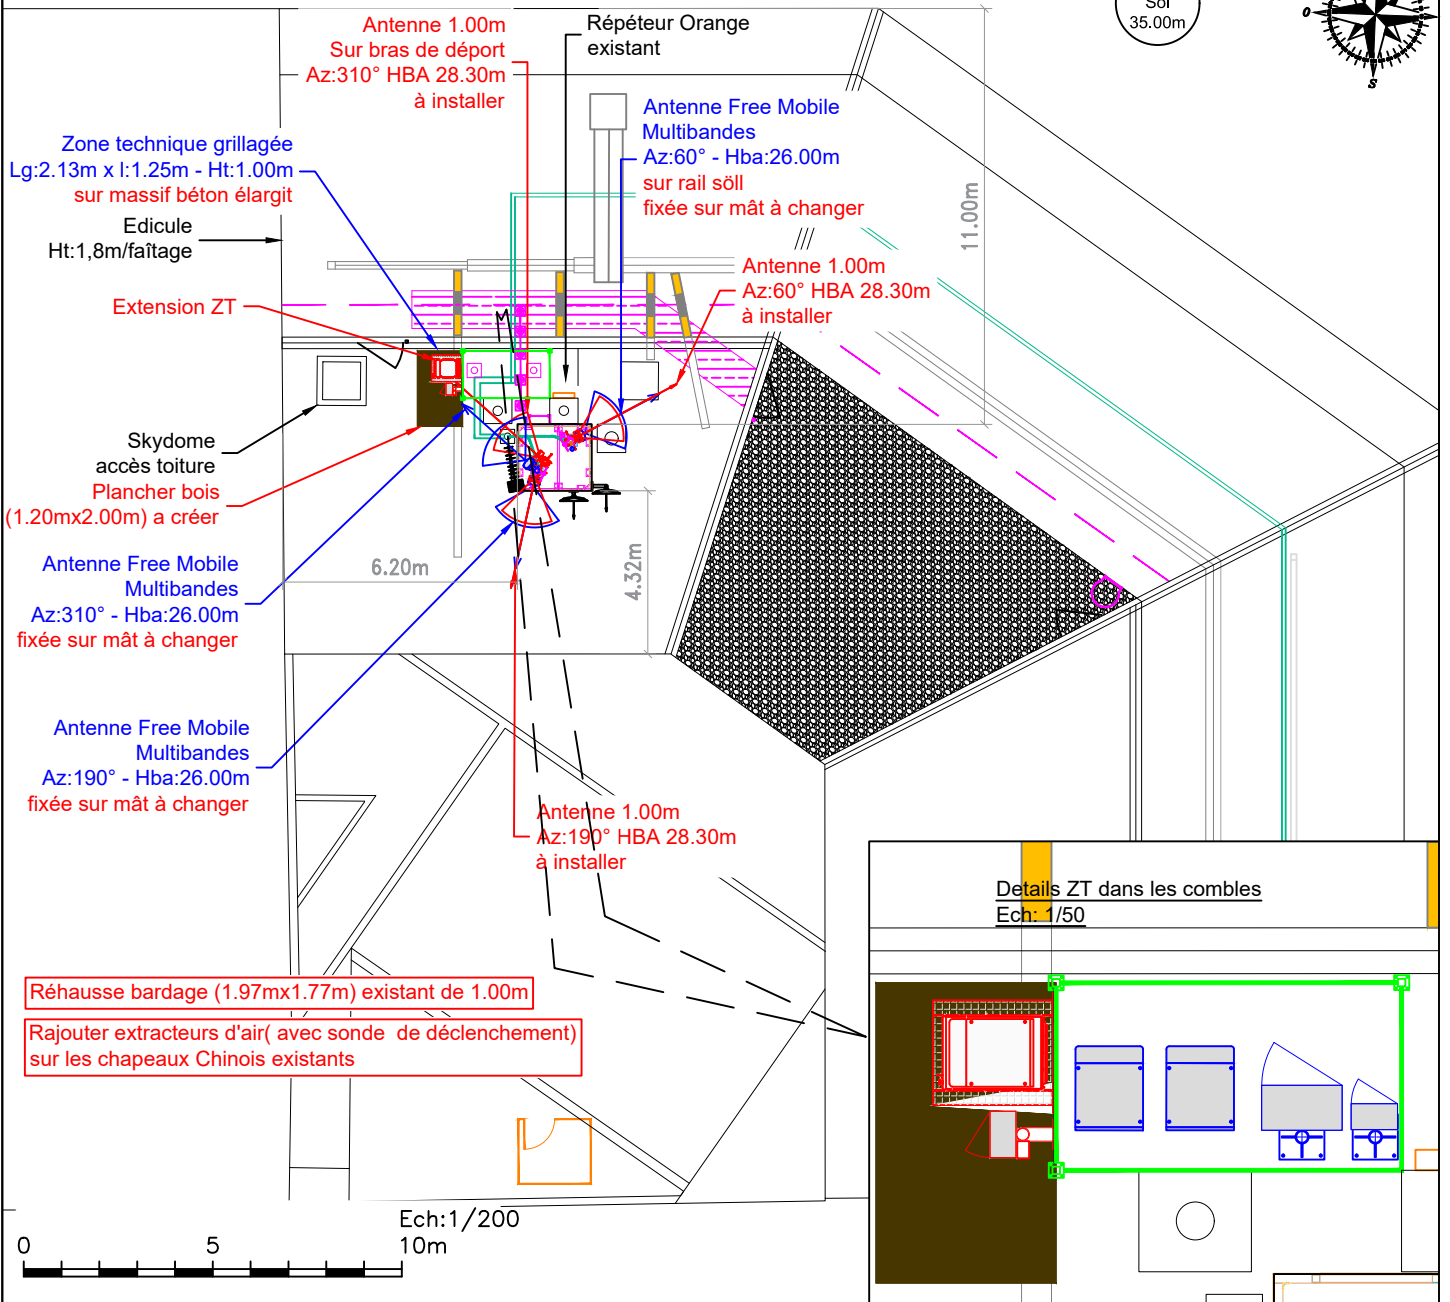 Sol
35.00m
O
S
Antenne 1.00m
Sur bras de déport
Az:310° HBA 28.30m
à installer
Répéteur Orange
existant
Antenne Free Mobile
Multibandes
Az:60° - Hba:26.00m
sur rail söll
fixée sur mât à changer
Zone technique grillagée
Lg:2.13m x l:1.25m - Ht:1.00m
sur massif béton élargit
Edicule
Ht:1,8m/faîtage
11.00m
Antenne 1.00m
Az:60° HBA 28.30m
à installer
Extension ZT
Skydome
accès toiture
Plancher bois
(1.20mx2.00m) a créer
6.20m
4.32m
Antenne Free Mobile
Multibandes
Az:310° - Hba:26.00m
fixée sur mât à changer
Antenne Free Mobile
Multibandes
Az:190° - Hba:26.00m
fixée sur mât à changer
Antenne 1.00m
Az:190° HBA 28.30m
à installer
Details ZT dans les combles
Ech: 1/50
Réhausse bardage (1.97mx1.77m) existant de 1.00m
Rajouter extracteurs d'air( avec sonde de déclenchement)
sur les chapeaux Chinois existants
Ech:1/200
0 5 10m